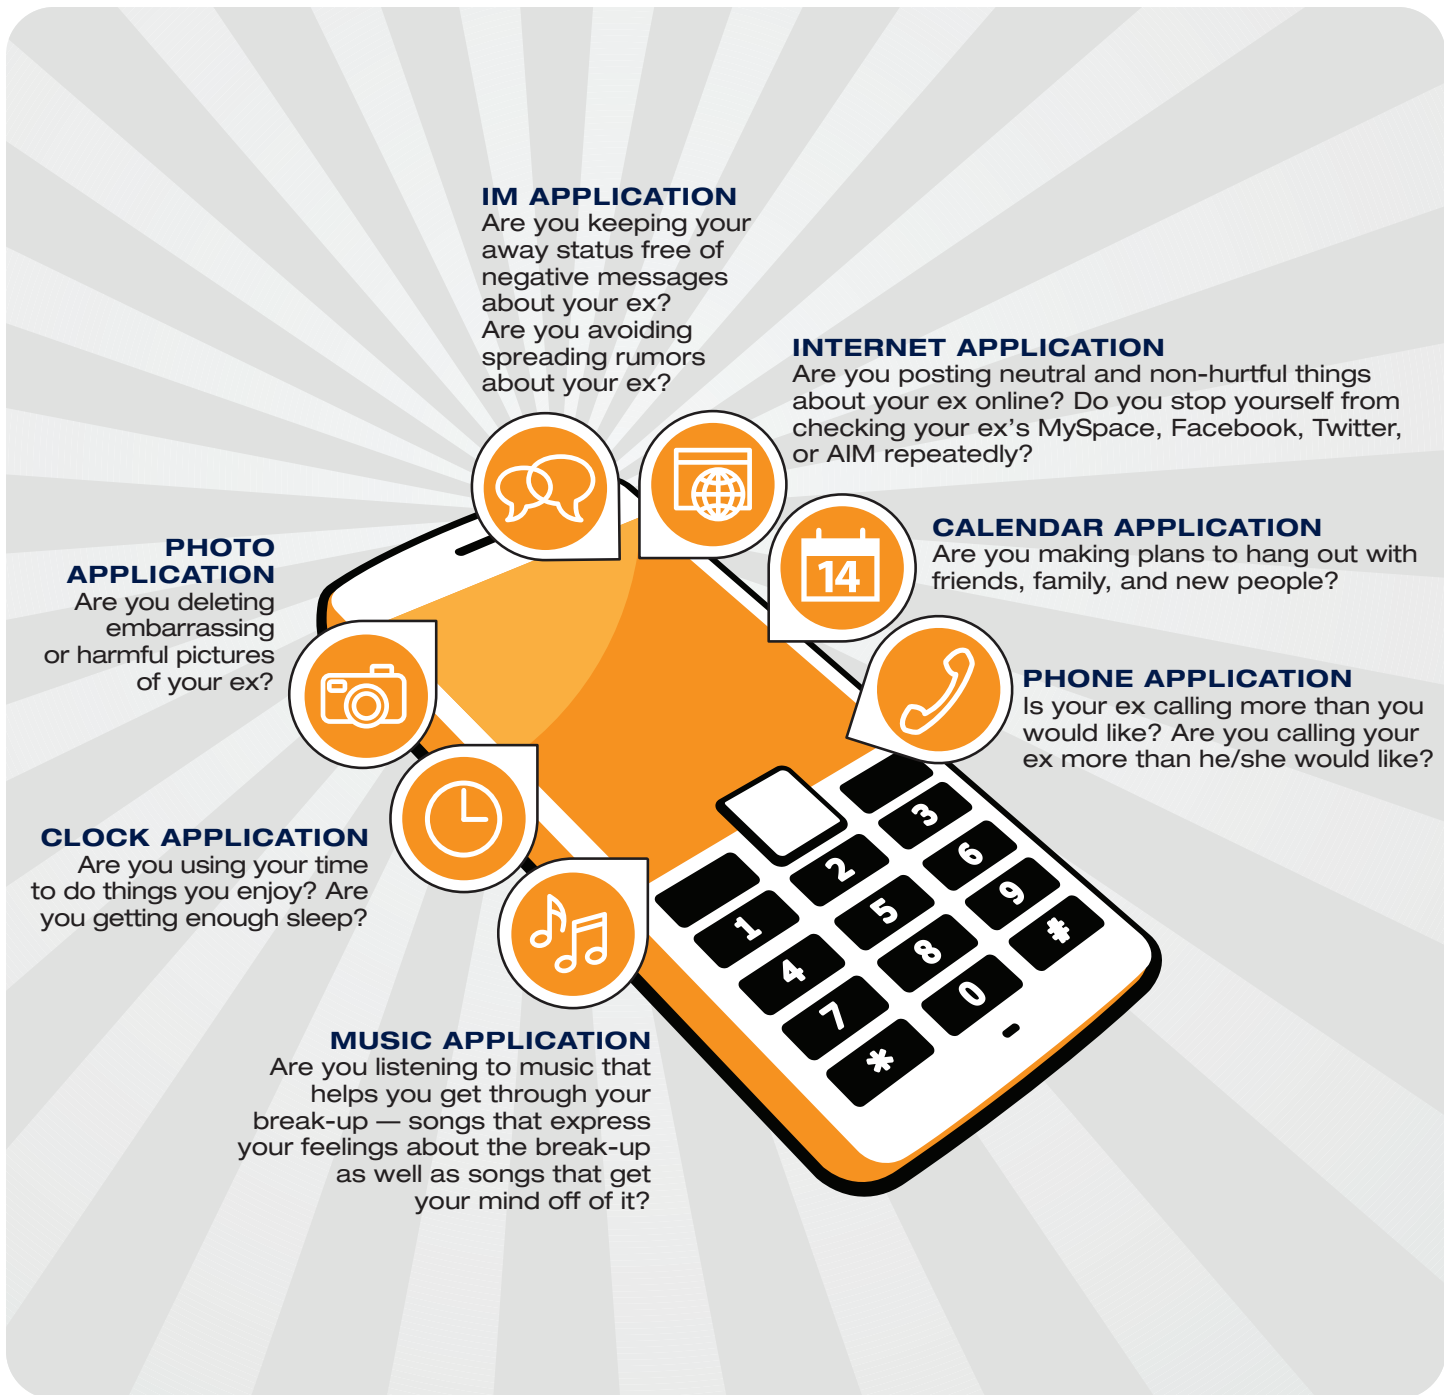 IM APPLICATION
Are you keeping your
away status free of
negative messages
about your ex?
Are you avoiding
spreading rumors
about your ex?
INTERNET APPLICATION
Are you posting neutral and non-hurtful things
about your ex online? Do you stop yourself from
checking your ex's MySpace, Facebook, Twitter,
or AIM repeatedly?
CALENDAR APPLICATION
Are you making plans to hang out with
friends, family, and new people?
14
PHONE APPLICATION
Is your ex calling more than you
would like? Are you calling your
ex more than he/she would like?
PHOTO
APPLICATION
Are you deleting
embarrassing
or harmful pictures
of your ex?
CLOCK APPLICATION
Are you using your time
to do things you enjoy? Are
you getting enough sleep?
MUSIC APPLICATION
Are you listening to music that
helps you get through your
break-up — songs that express
your feelings about the break-up
as well as songs that get
your mind off of it?
1 2 3
4 5 6
7 8 9
* 0 #